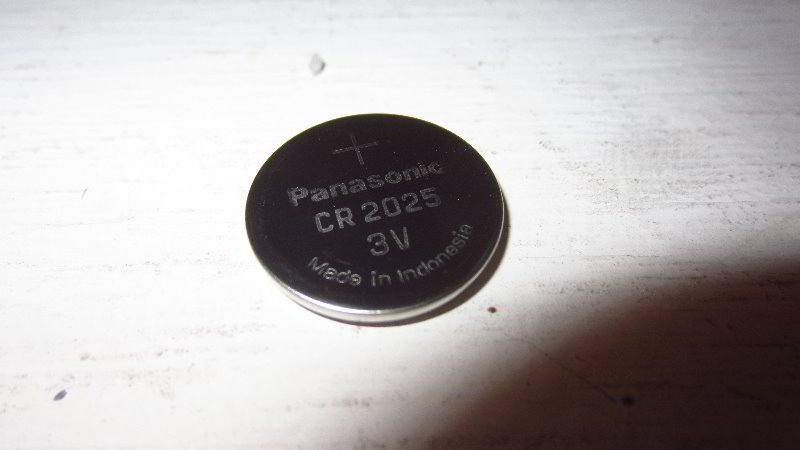 +
Panasonic
CR 2025
3V
Made in Indonesia